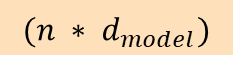 (n * d_model)